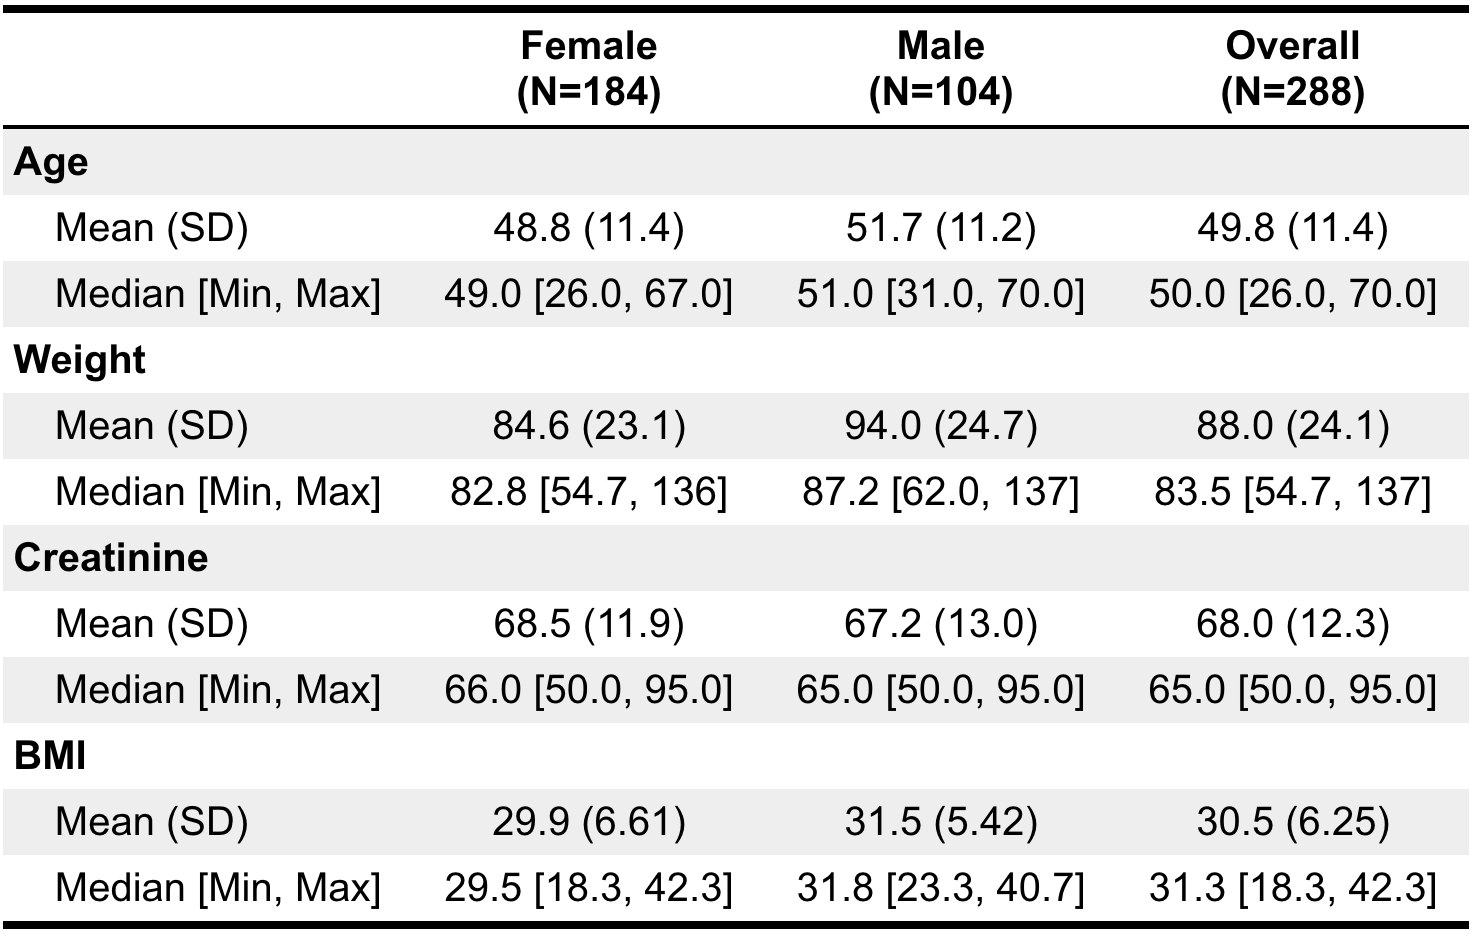 Female Male Overall
(N=184) (N=104) (N=288)
Age
Mean (SD) 48.8 (11.4) 51.7 (11.2) 49.8 (11.4)
Median [Min, Max] 49.0 [26.0, 67.0] 51.0 [31.0, 70.0] 50.0 [26.0, 70.0]
Weight
Mean (SD) 84.6 (23.1) 94.0 (24.7) 88.0 (24.1)
Median [Min, Max] 82.8 [54.7, 136] 87.2 [62.0, 137] 83.5 [54.7, 137]
Creatinine
Mean (SD) 68.5 (11.9) 67.2 (13.0) 68.0 (12.3)
Median [Min, Max] 66.0 [50.0, 95.0] 65.0 [50.0, 95.0] 65.0 [50.0, 95.0]
BMI
Mean (SD) 29.9 (6.61) 31.5 (5.42) 30.5 (6.25)
Median [Min, Max] 29.5 [18.3, 42.3] 31.8 [23.3, 40.7] 31.3 [18.3, 42.3]